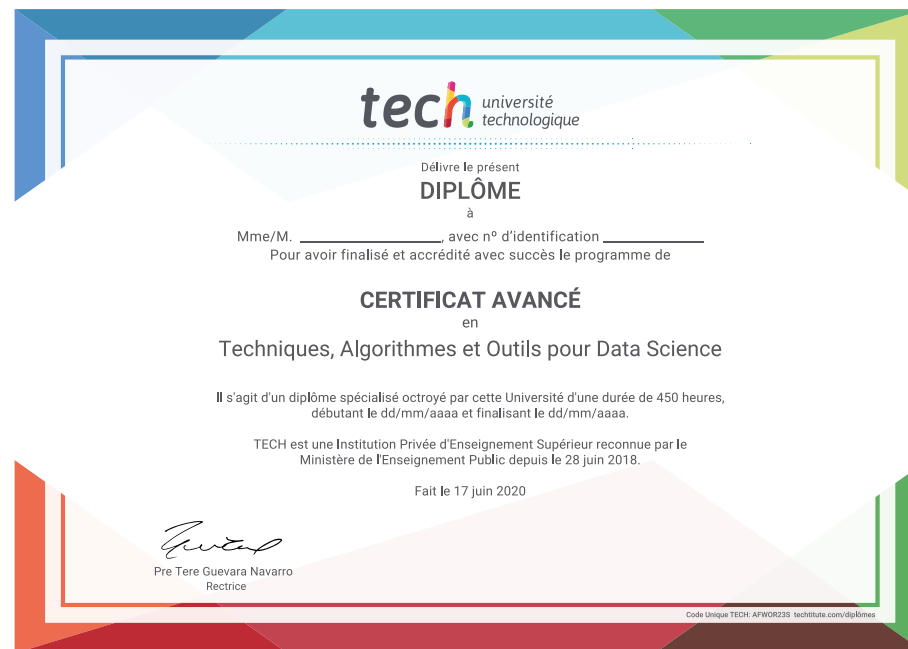 tech université
technologique
Délivre le présent
DIPLÔME
à
Mme/M. ____________________, avec nº d'identification ______________
Pour avoir finalisé et accrédité avec succès le programme de
CERTIFICAT AVANCÉ
en
Techniques, Algorithmes et Outils pour Data Science
Il s'agit d'un diplôme spécialisé octroyé par cette Université d'une durée de 450 heures,
débutant le dd/mm/aaaa et finalisant le dd/mm/aaaa.
TECH est une Institution Privée d'Enseignement Supérieur reconnue par le
Ministère de l'Enseignement Public depuis le 28 juin 2018.
Fait le 17 juin 2020
Pre Tere Guevara Navarro
Rectrice
Code Unique TECH: AFWOR23S techtitute.com/diplômes